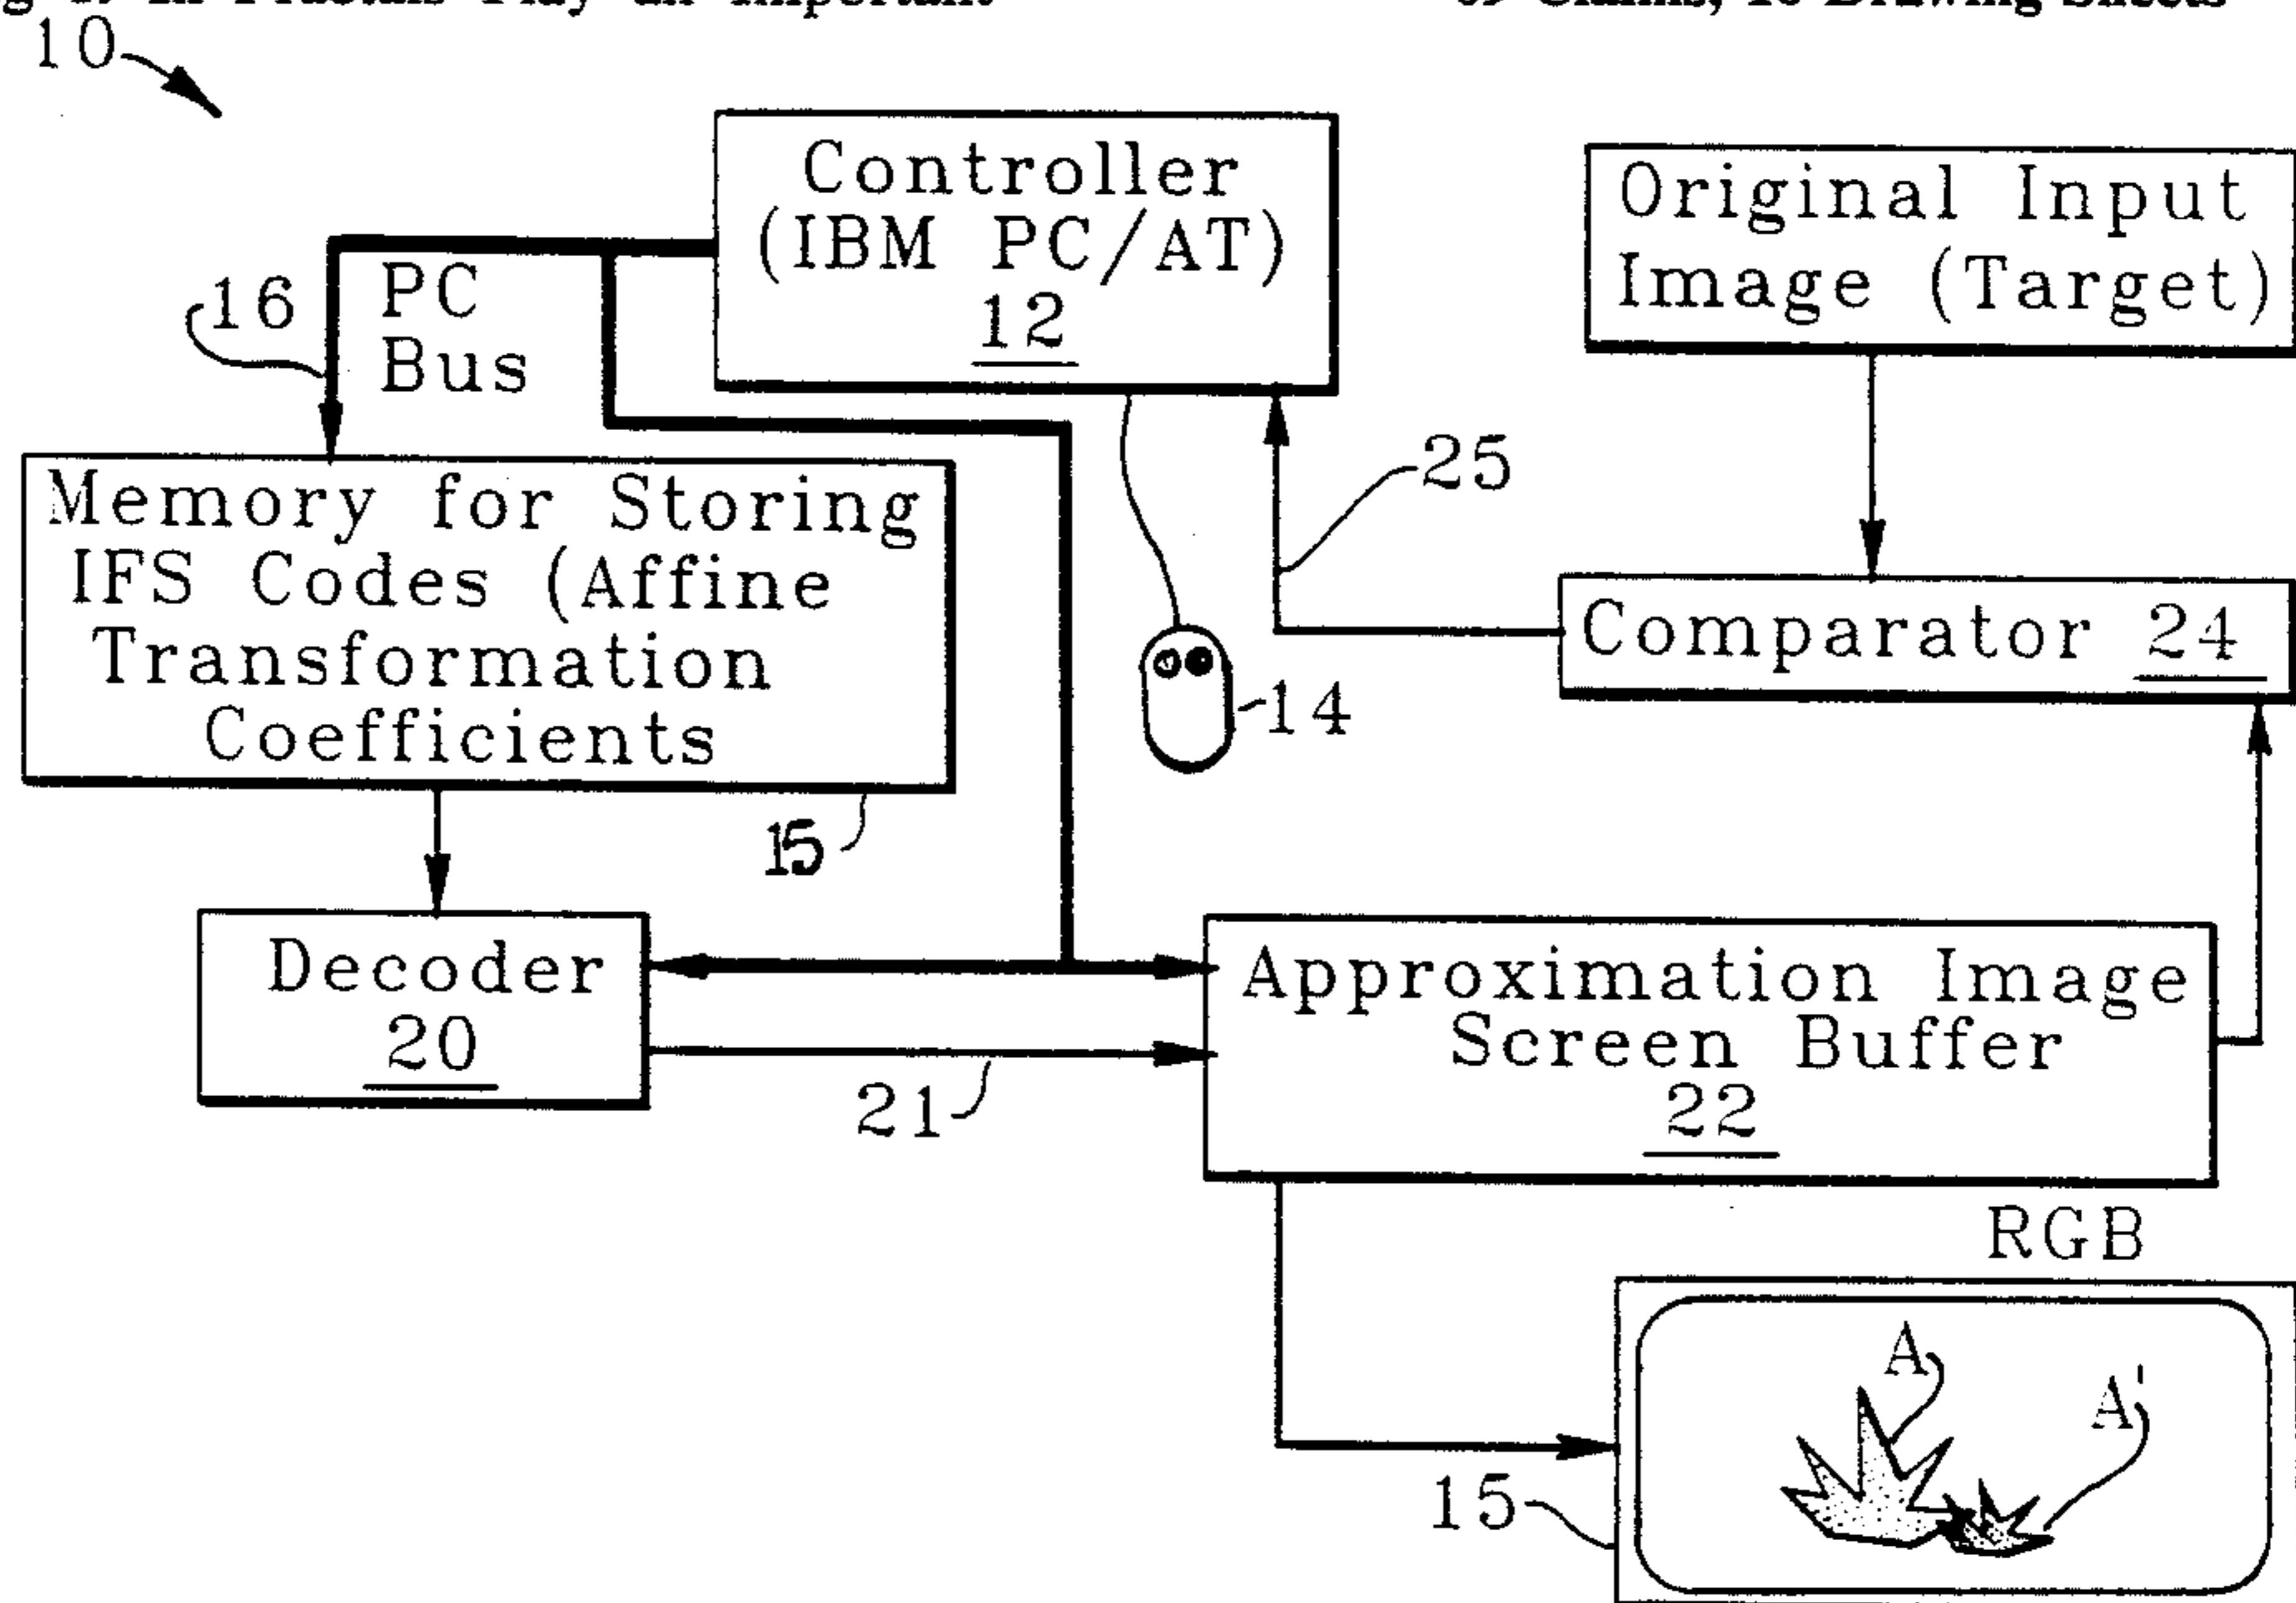 10
Controller
(IBM PC/AT)
12
Original Input
Image (Target)
16
PC
Bus
25
Memory for Storing
IFS Codes (Affine
Transformation
Coefficients
15
14
Comparator 24
Decoder
20
21
Approximation Image
Screen Buffer
22
RGB
A
A'
15